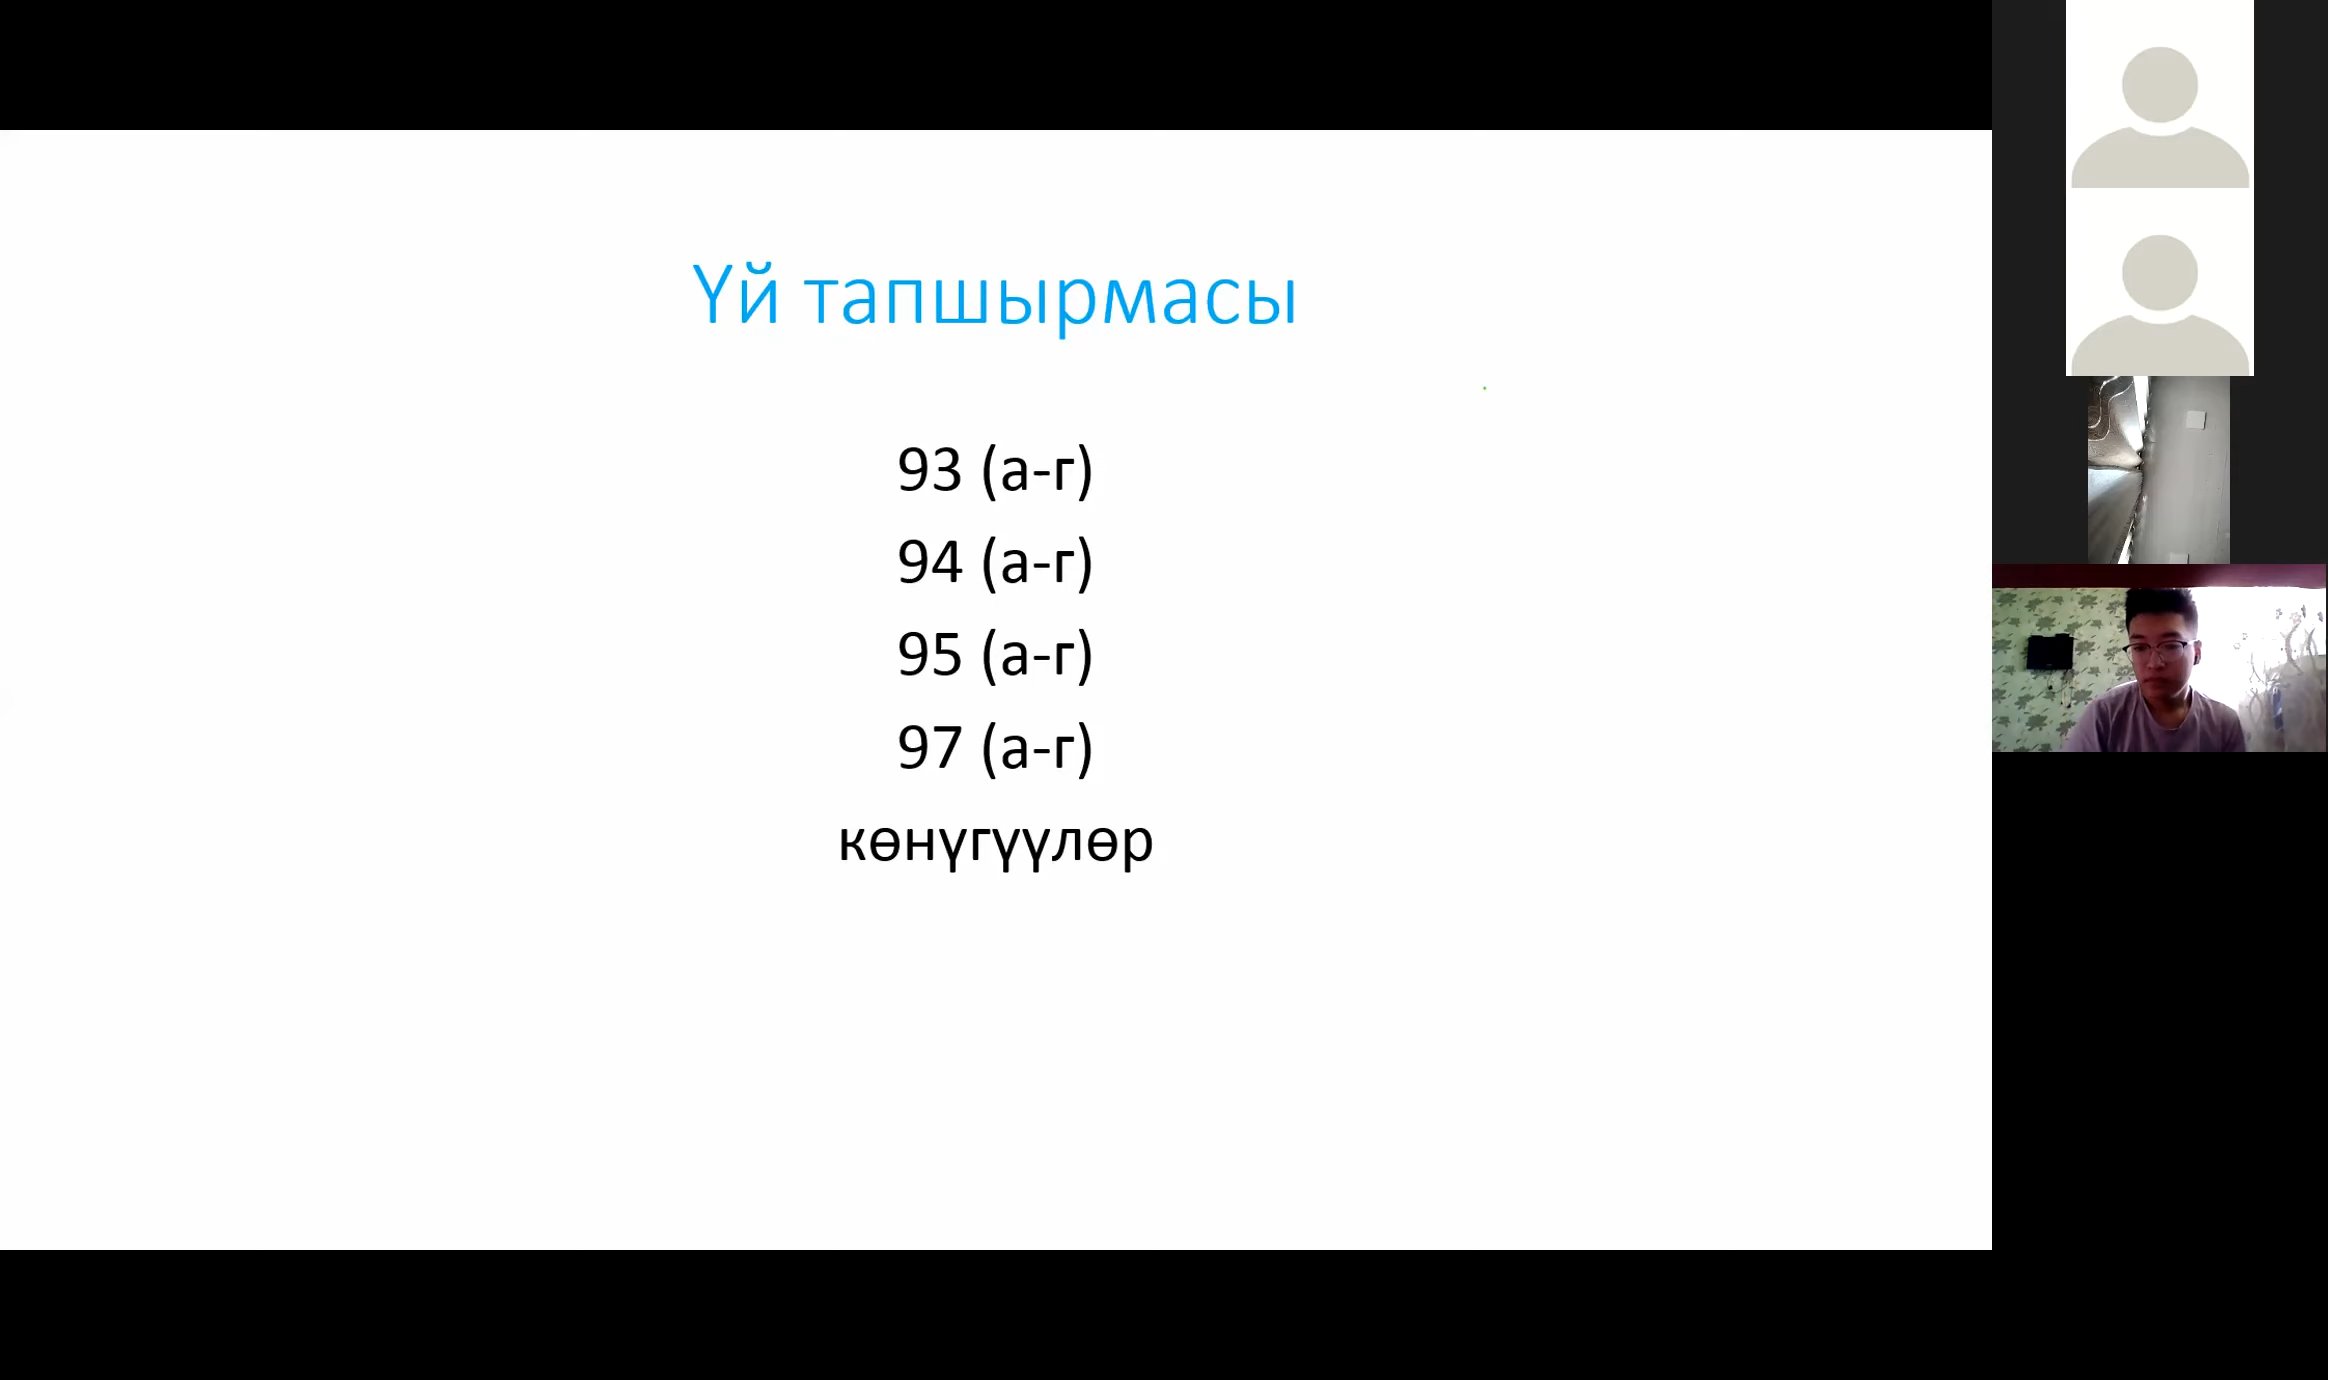 Үй тапшырмасы
93 (а-г)
94 (а-г)
95 (а-г)
97 (а-г)
көнүгүүлөр